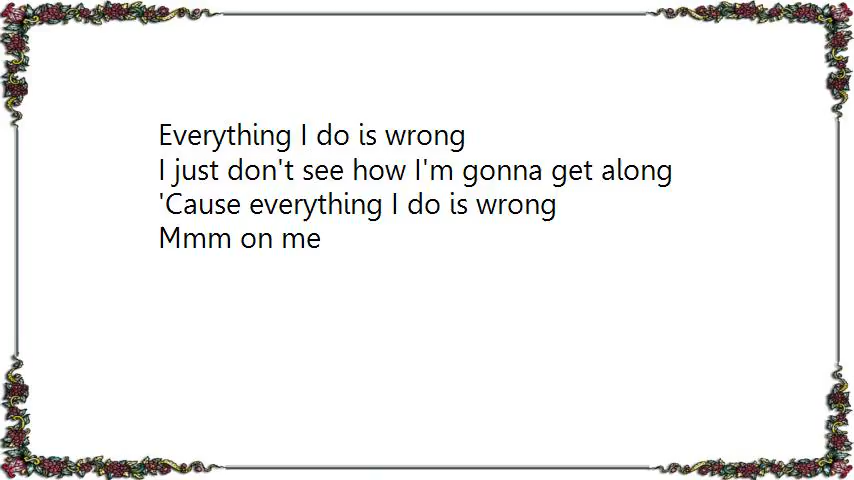 Everything I do is wrong
I just don't see how I'm gonna get along
'Cause everything I do is wrong
Mmm on me